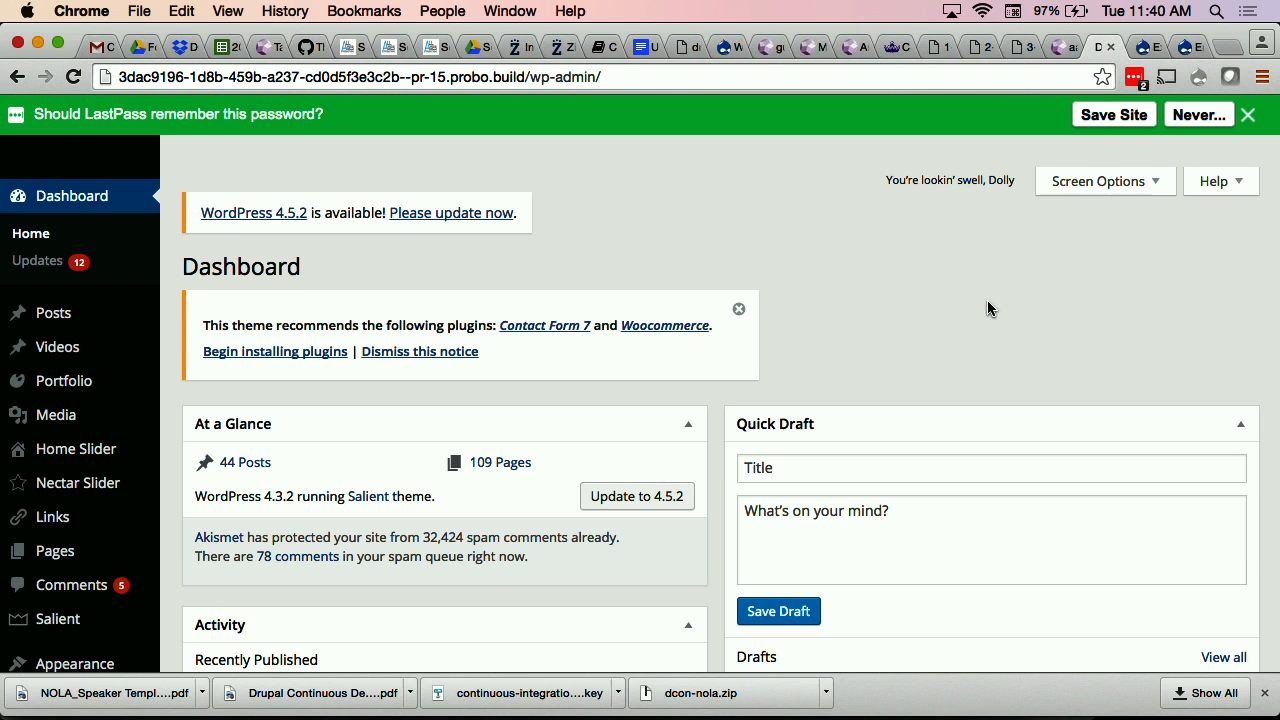 Chrome File Edit View History Bookmarks People Window Help 97% Tue 11:40 AM
3dac9196-1d8b-459b-a237-cd0d5f3e3c2b--pr-15.probo.build/wp-admin/
2
Should LastPass remember this password? Save Site Never...
You're lookin' swell, Dolly Screen Options Help
Dashboard
WordPress 4.5.2 is available! Please update now.
Home
Updates 12
Dashboard
Posts
This theme recommends the following plugins: Contact Form 7 and Woocommerce.
Videos
Begin installing plugins | Dismiss this notice
Portfolio
Media
At a Glance
Quick Draft
Home Slider
44 Posts 109 Pages
Title
Nectar Slider
WordPress 4.3.2 running Salient theme. Update to 4.5.2
What's on your mind?
Links
Akismet has protected your site from 32,424 spam comments already.
Pages
There are 78 comments in your spam queue right now.
Comments 5
Salient
Save Draft
Activity
Recently Published
Drafts View all
Appearance
NOLA_Speaker Templ....pdf Drupal Continuous De....pdf continuous-integratio....key dcon-nola.zip Show All